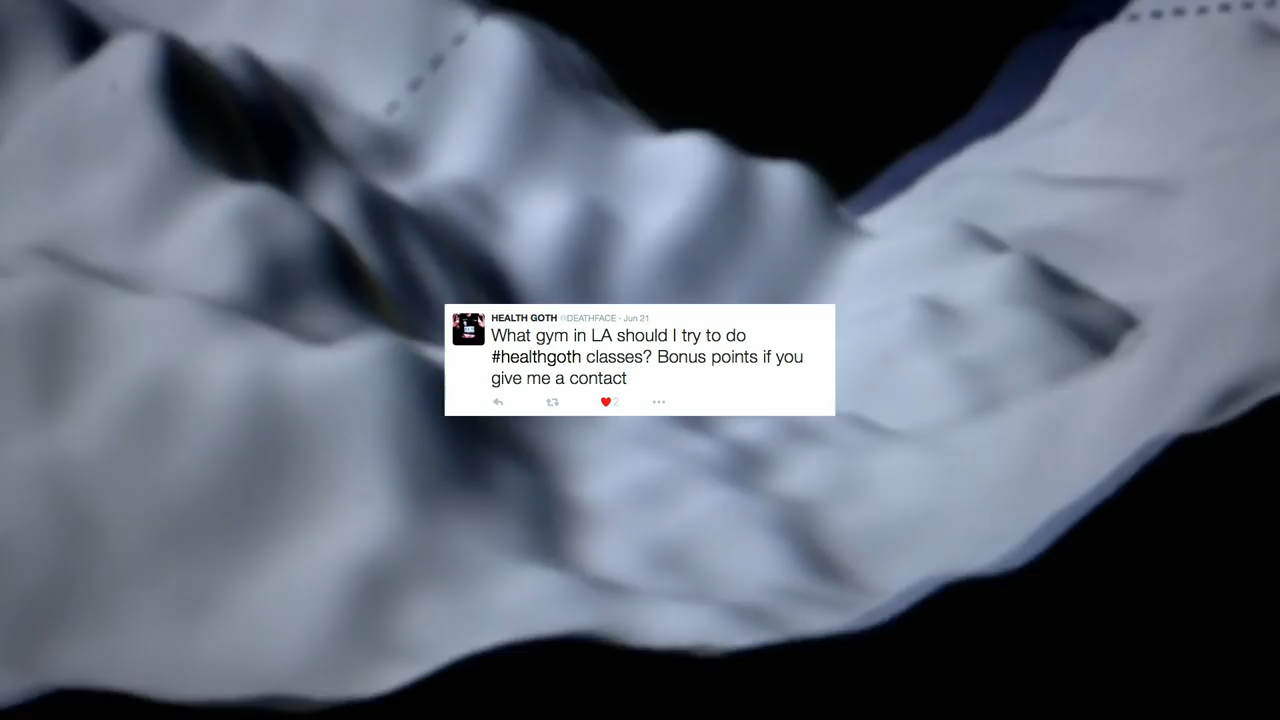 HEALTH GOTH @DEATHFACE - Jun 21
What gym in LA should I try to do
#healthgoth classes? Bonus points if you
give me a contact
2